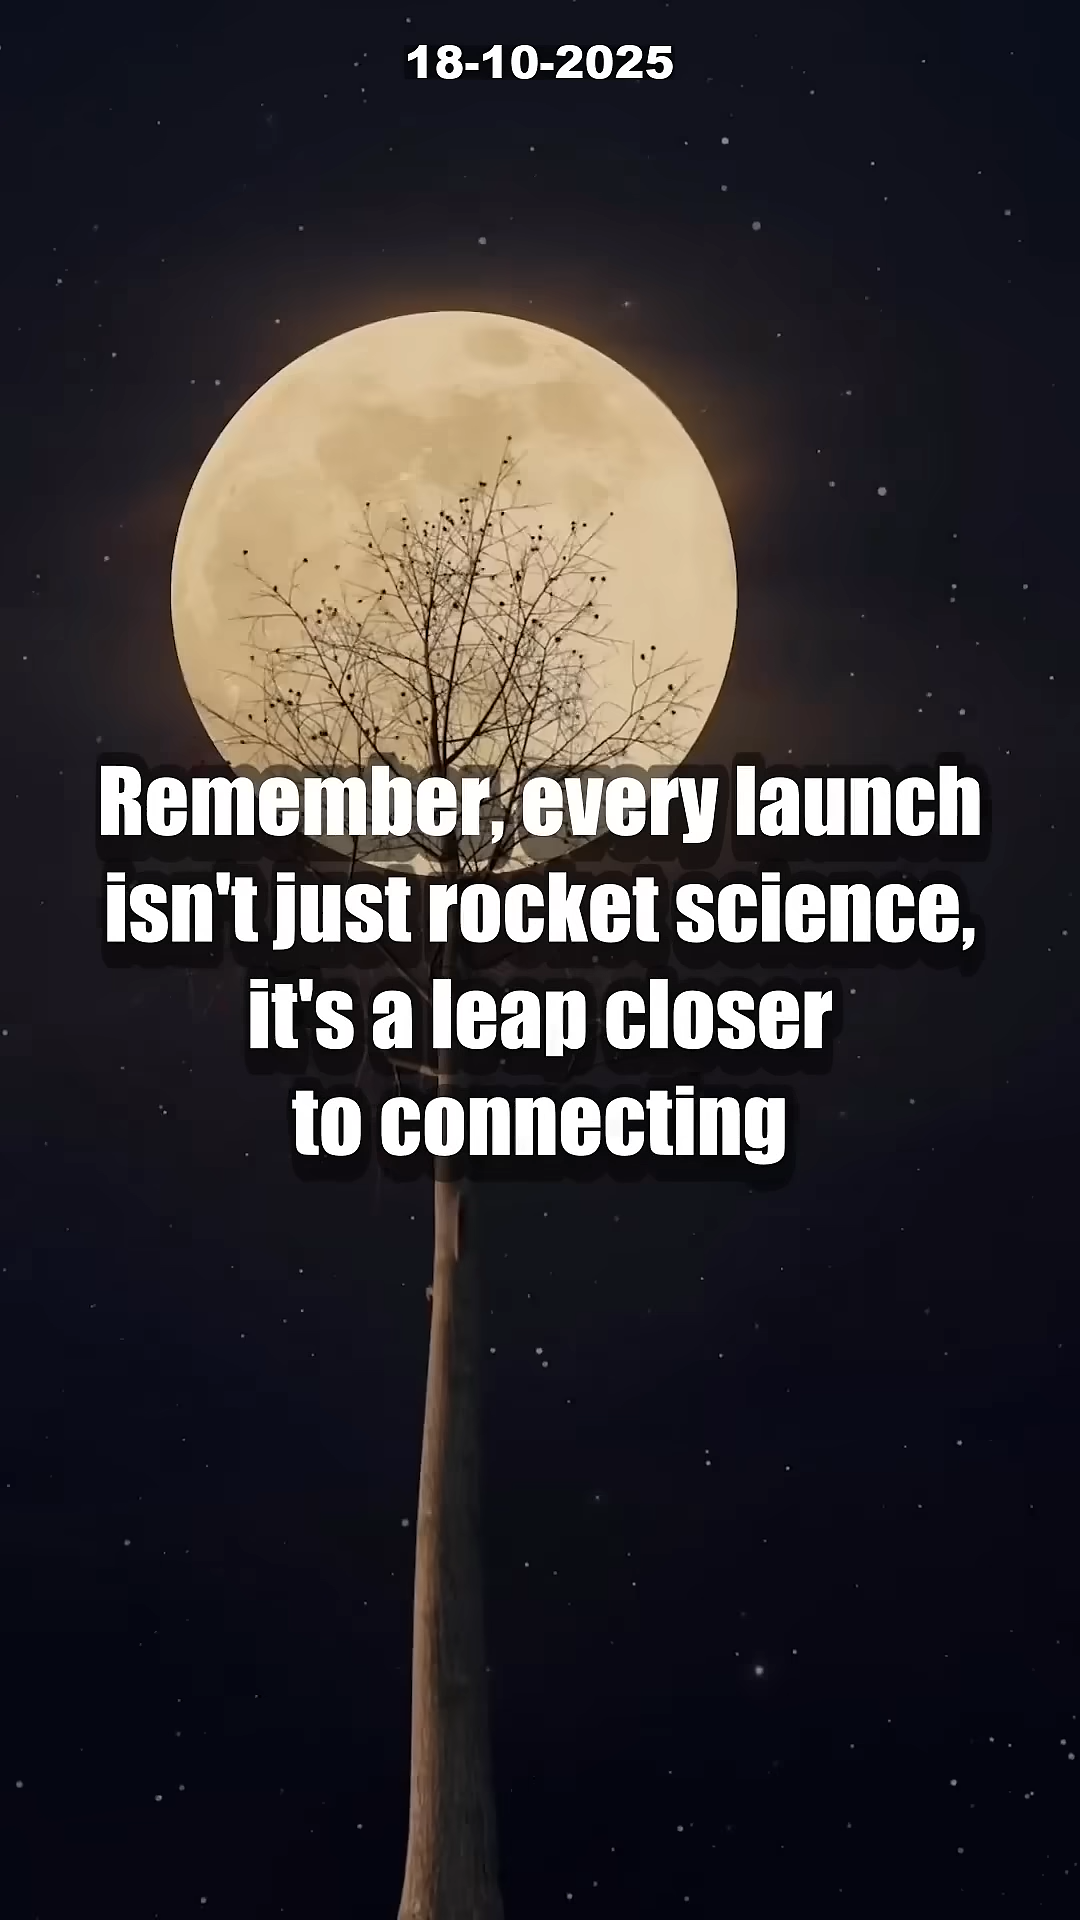 18-10-2025
Remember, every launch
isn't just rocket science,
it's a leap closer
to connecting